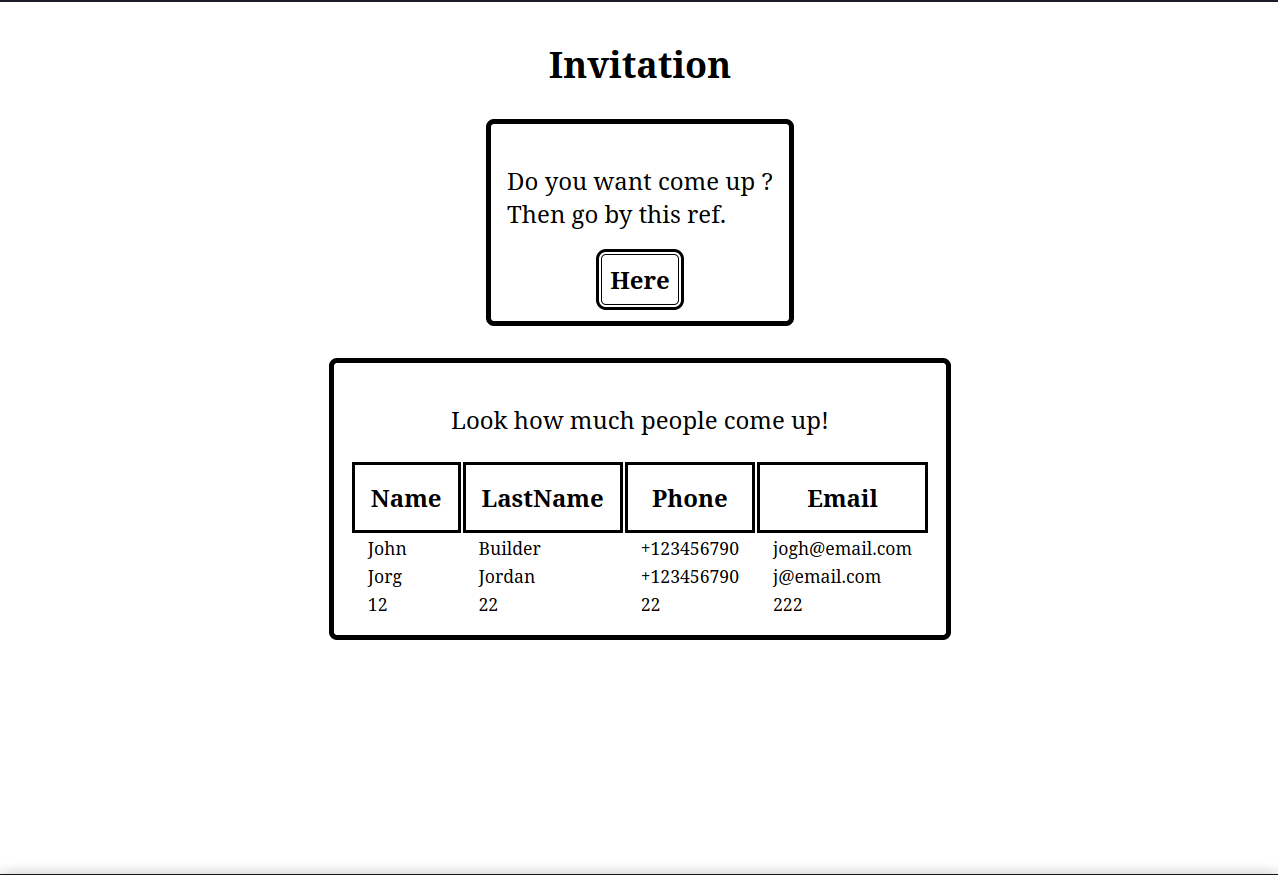 Invitation
Do you want come up ?
Then go by this ref.
Here
Look how much people come up!
Name LastName Phone Email
John Builder +123456790 jogh@email.com
Jorg Jordan +123456790 j@email.com
12 22 22 222